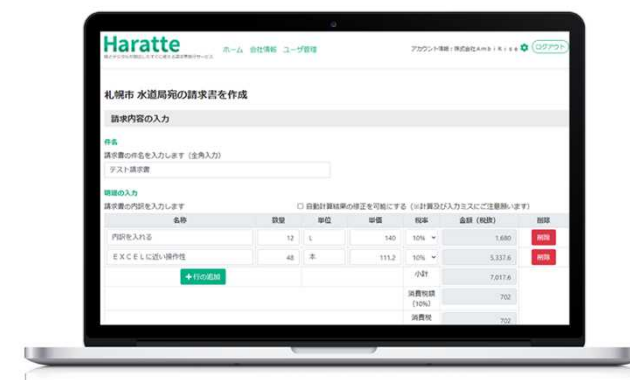 Haratte
ホーム 会社情報 ユーザ管理
アカウント情報:株式会社AmbiRise ログアウト
札幌市 水道局宛の請求書を作成
請求内容の入力
件名
請求書の件名を入力します(全角入力)
テスト請求書
明細の入力
請求書の内訳を入力します
自動計算結果の修正を可能にする(※計算及び入力ミスにご注意願います)
名称 数量 単位 単価 税率 金額(税抜) 削除
内訳を入れる 12 L 140 10% 1,680 削除
EXCELに近い操作性 48 本 111.2 10% 5,337.6 削除
+行の追加 小計 7,017.6
消費税額
(10%) 702
消費税 702